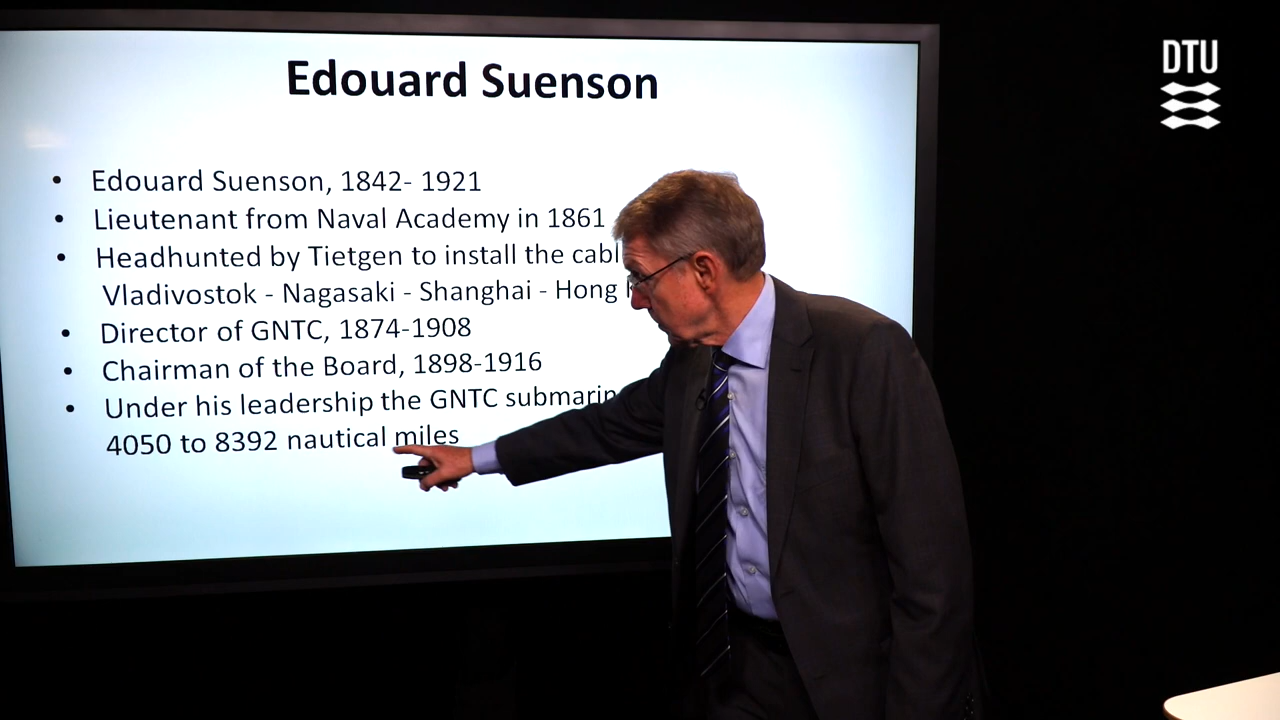 Edouard Suenson
DTU
• Edouard Suenson, 1842- 1921
• Lieutenant from Naval Academy in 1861
• Headhunted by Tietgen to install the
Vladivostok - Nagasaki - Shanghai - Hong
• Director of GNTC, 1874-1908
• Chairman of the Board, 1898-1916
• Under his leadership the GNTC
4050 to 8392 nautical miles